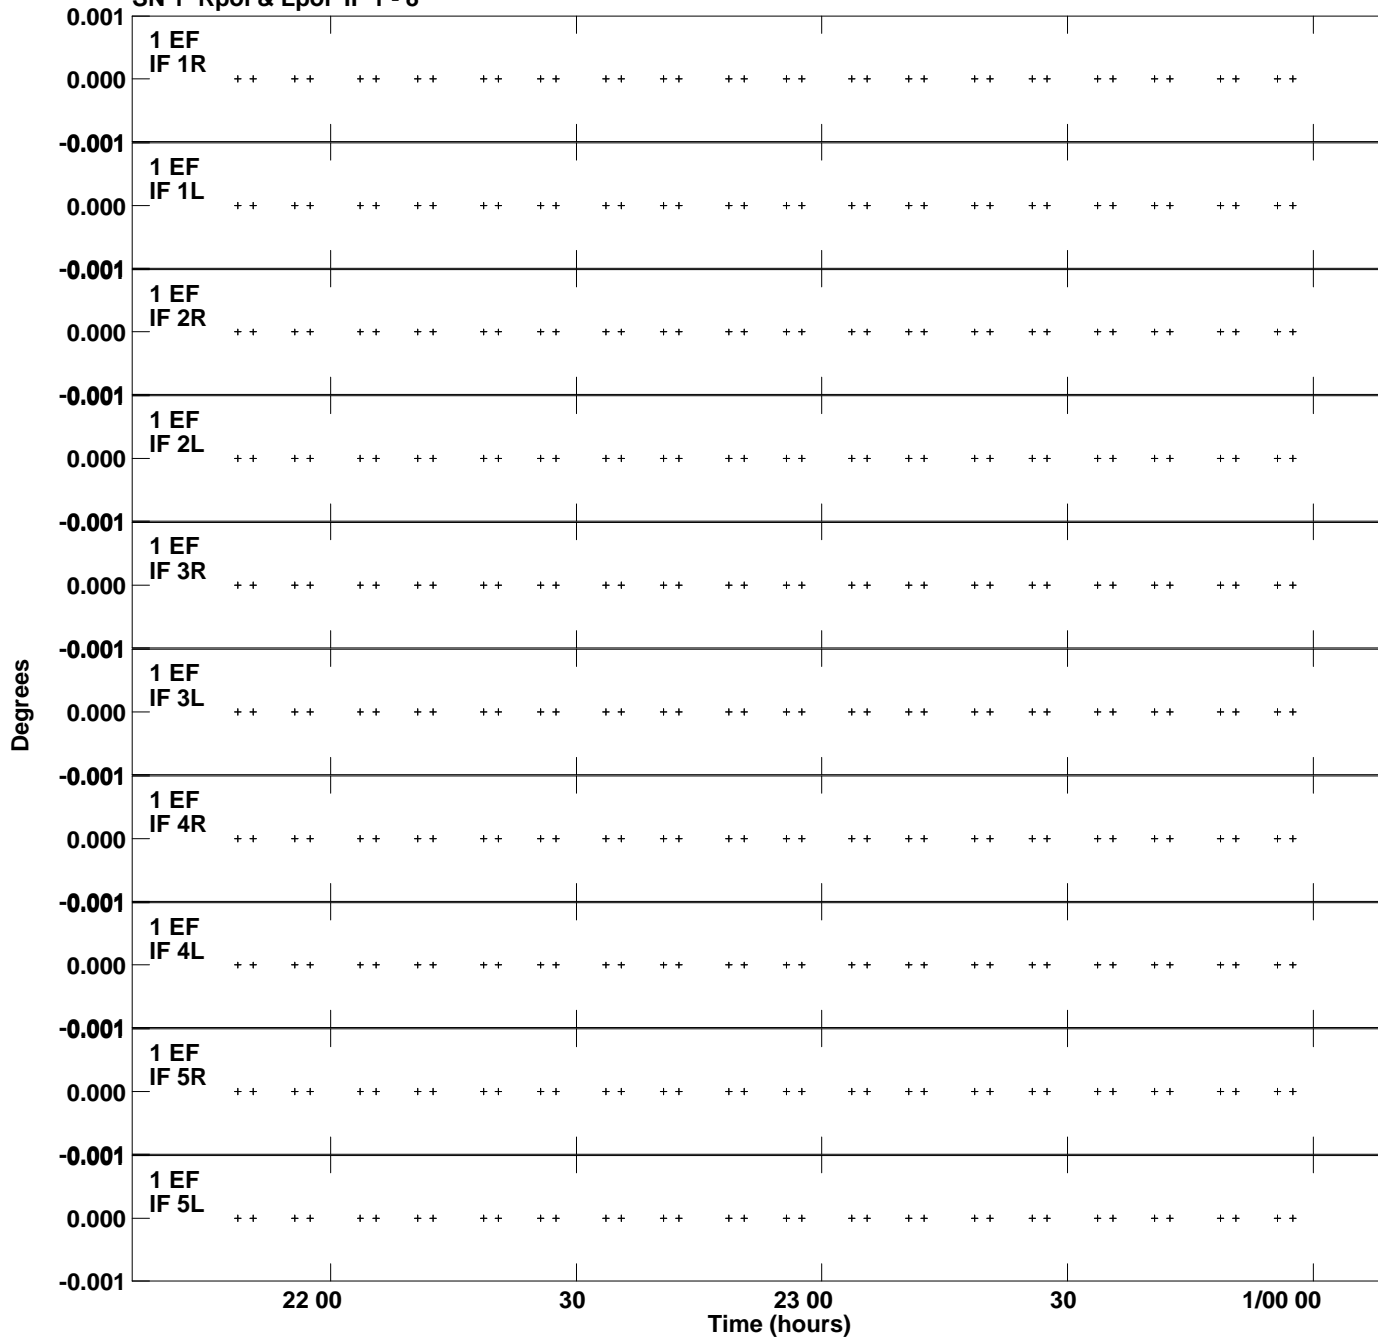 SN 1 Rpol & Lpol IF 1 - 8
0.001
1 EF
IF 1R
0.000
-0.001
1 EF
IF 1L
0.000
-0.001
1 EF
IF 2R
0.000
-0.001
1 EF
IF 2L
0.000
-0.001
1 EF
IF 3R
0.000
-0.001
1 EF
IF 3L
0.000
-0.001
1 EF
IF 4R
0.000
-0.001
1 EF
IF 4L
0.000
-0.001
1 EF
IF 5R
0.000
-0.001
1 EF
IF 5L
0.000
-0.001
Degrees
22 00 30 23 00 30 1/00 00
Time (hours)